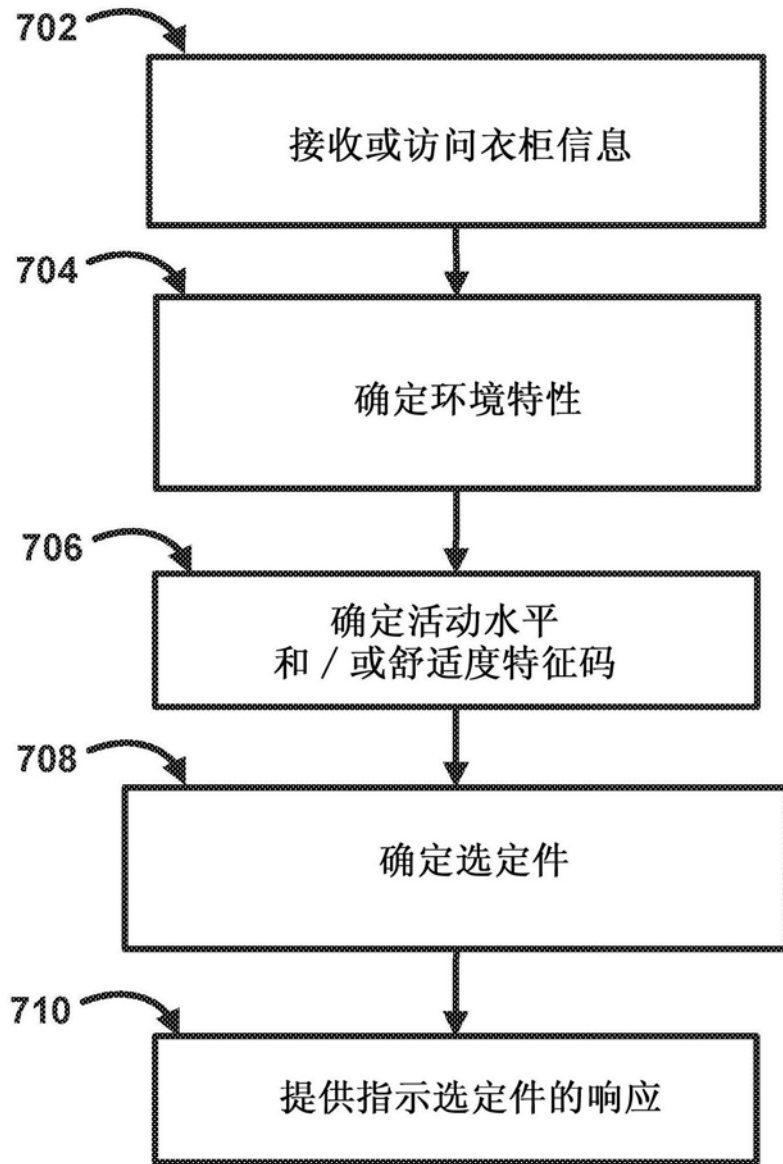 702
接收或访问衣柜信息
704
确定环境特性
706
确定活动水平
和／或舒适度特征码
708
确定选定件
710
提供指示选定件的响应